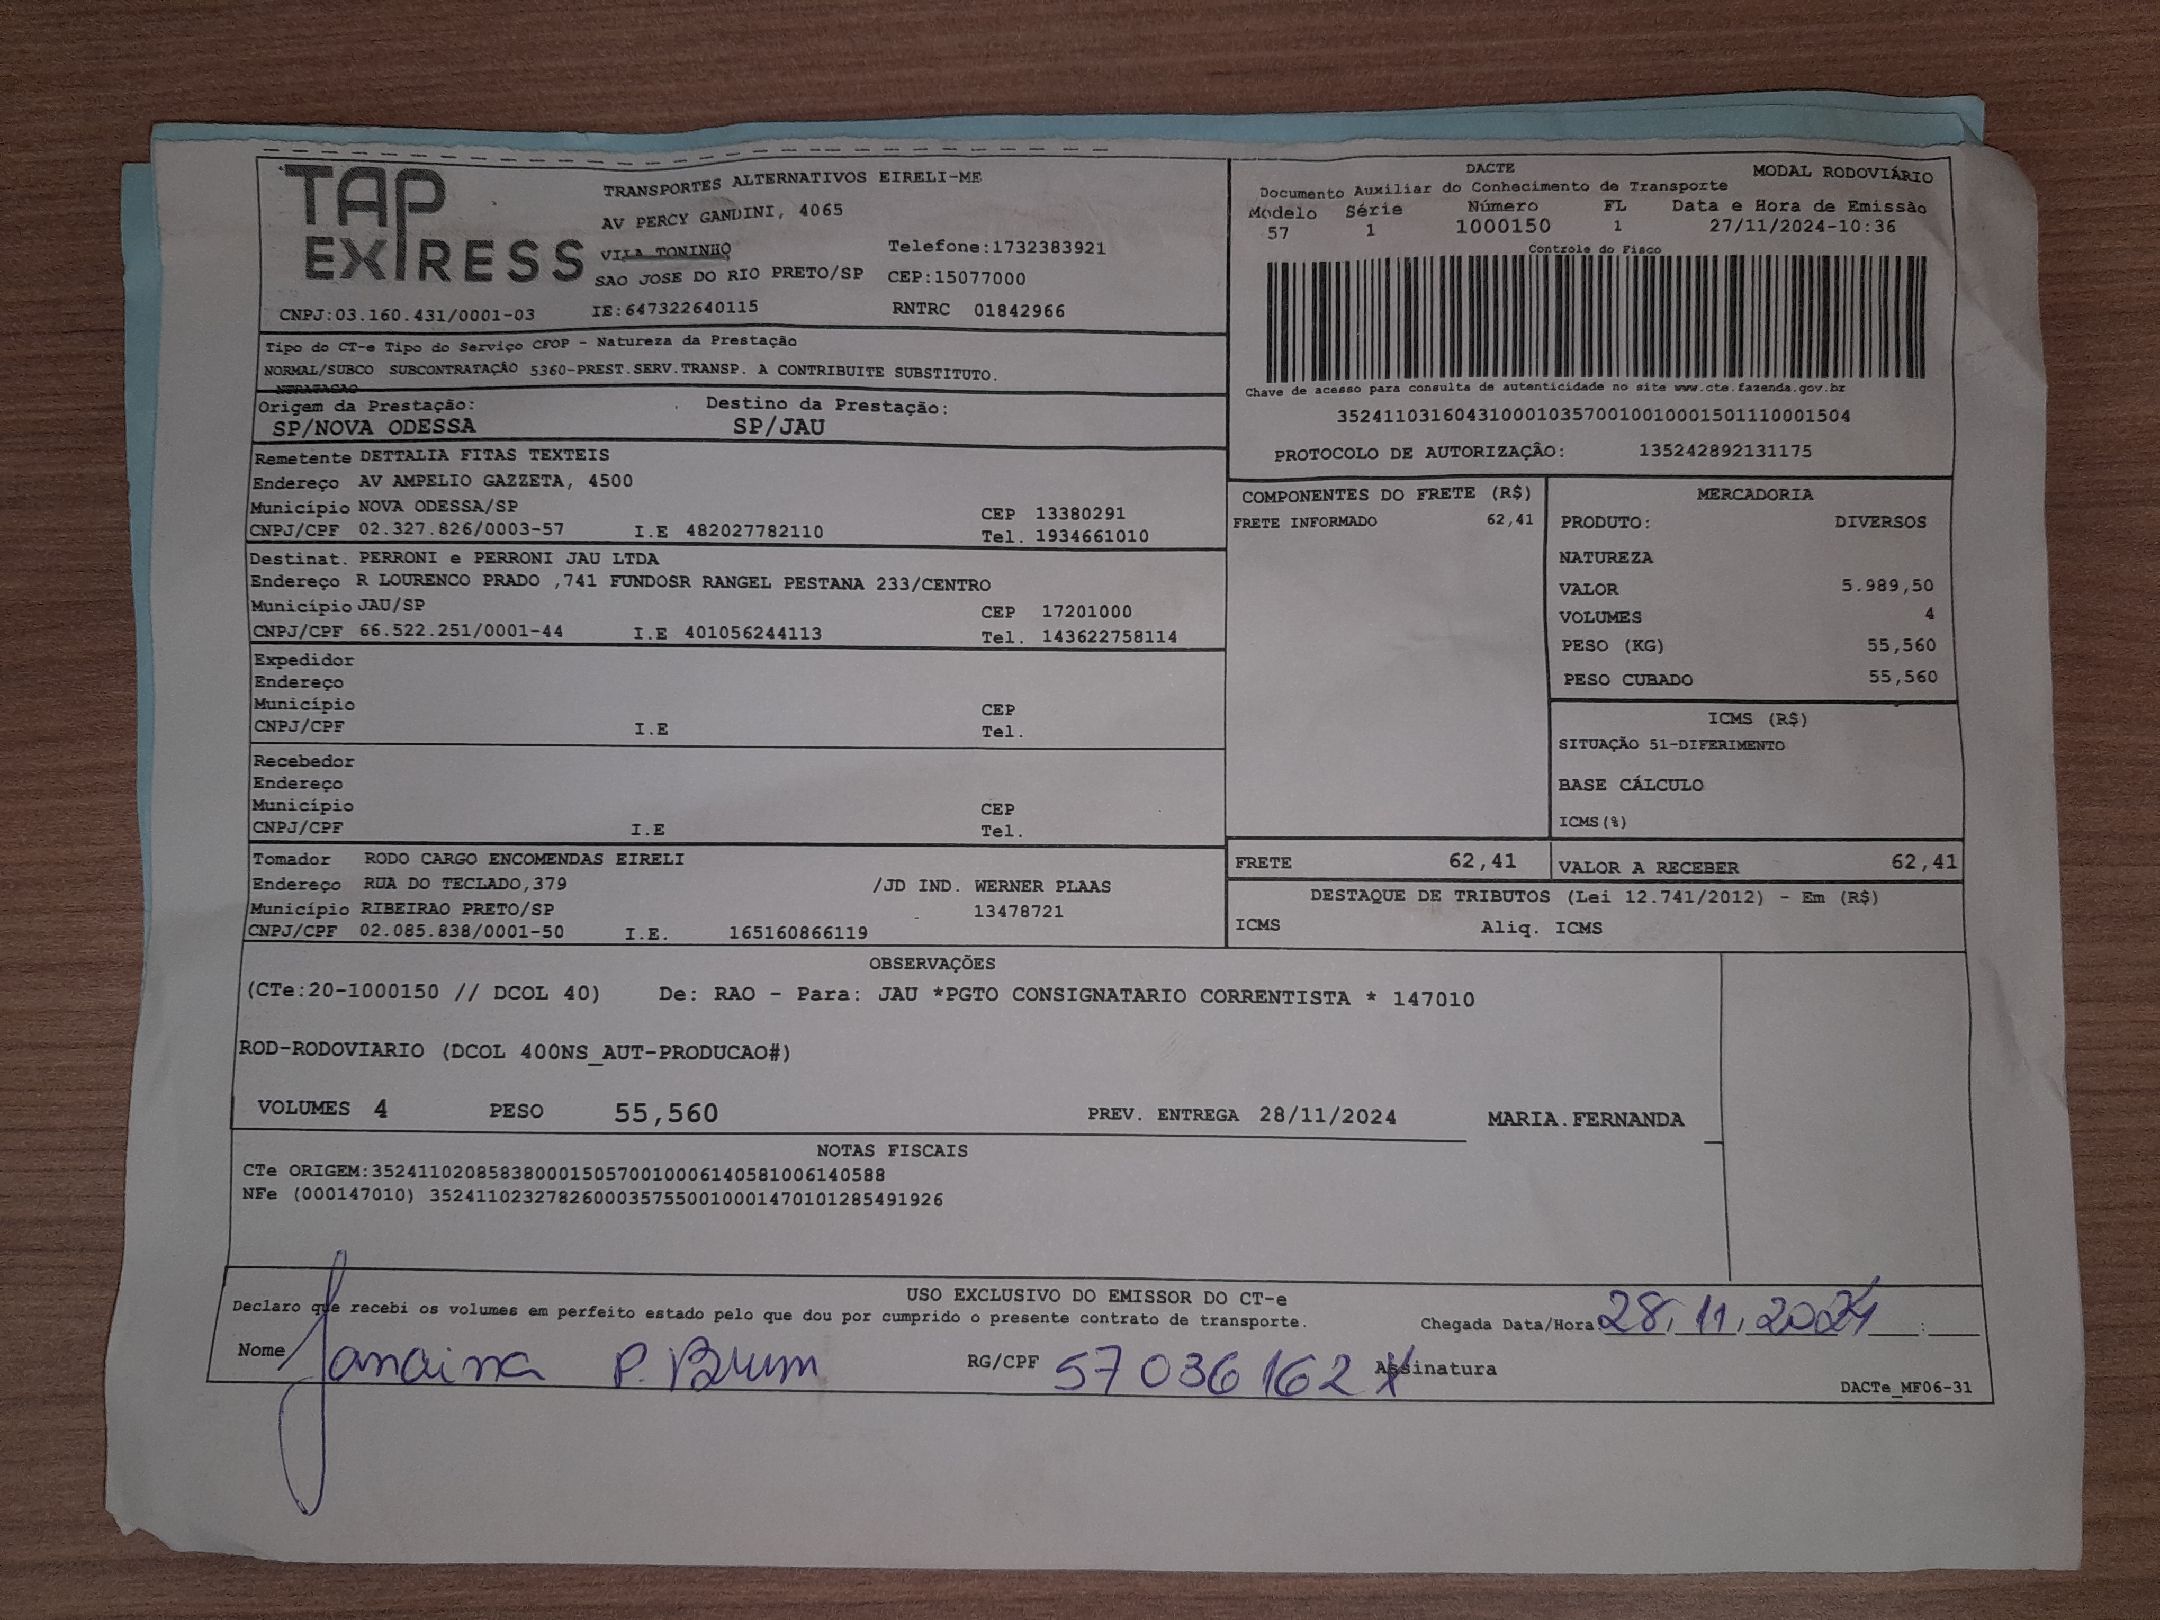 TAP EXPRESS
TRANSPORTES ALTERNATIVOS EIRELI-ME
AV PERCY GANDINI, 4065
VILA TONINHO Telefone:1732383921
SAO JOSE DO RIO PRETO/SP CEP:15077000
CNPJ:03.160.431/0001-03 IE:647322640115 RNTRC 01842966
DACTE MODAL RODOVIÁRIO
Documento Auxiliar do Conhecimento de Transporte
Modelo Série Número FL Data e Hora de Emissão
57 1 1000150 1 27/11/2024-10:36
Controle do Fisco
Chave de acesso para consulta de autenticidade no site www.cte.fazenda.gov.br
35241103160431000103570010010001501110001504
PROTOCOLO DE AUTORIZAÇÃO: 135242892131175
Tipo do CT-e Tipo do Serviço CFOP - Natureza da Prestação
NORMAL/SUBCO SUBCONTRATAÇÃO 5360-PREST.SERV.TRANSP. A CONTRIBUITE SUBSTITUTO.
NTRATAÇÃO
Origem da Prestação: Destino da Prestação:
SP/NOVA ODESSA SP/JAU
Remetente DETTALIA FITAS TEXTEIS
Endereço AV AMPELIO GAZZETA, 4500
Município NOVA ODESSA/SP CEP 13380291
CNPJ/CPF 02.327.826/0003-57 I.E 482027782110 Tel. 1934661010
Destinat. PERRONI e PERRONI JAU LTDA
Endereço R LOURENCO PRADO ,741 FUNDOSR RANGEL PESTANA 233/CENTRO
Município JAU/SP CEP 17201000
CNPJ/CPF 66.522.251/0001-44 I.E 401056244113 Tel. 143622758114
Expedidor
Endereço
Município CEP
CNPJ/CPF I.E Tel.
Recebedor
Endereço
Município CEP
CNPJ/CPF I.E Tel.
Tomador RODO CARGO ENCOMENDAS EIRELI
Endereço RUA DO TECLADO,379 /JD IND. WERNER PLAAS
Município RIBEIRAO PRETO/SP 13478721
CNPJ/CPF 02.085.838/0001-50 I.E. 165160866119
COMPONENTES DO FRETE (R$)
FRETE INFORMADO 62,41
MERCADORIA
PRODUTO: DIVERSOS
NATUREZA
VALOR 5.989,50
VOLUMES 4
PESO (KG) 55,560
PESO CUBADO 55,560
ICMS (R$)
SITUAÇÃO 51-DIFERIMENTO
BASE CÁLCULO
ICMS(%)
FRETE 62,41 VALOR A RECEBER 62,41
DESTAQUE DE TRIBUTOS (Lei 12.741/2012) - Em (R$)
ICMS Aliq. ICMS
OBSERVAÇÕES
(CTe:20-1000150 // DCOL 40) De: RAO - Para: JAU *PGTO CONSIGNATARIO CORRENTISTA * 147010
ROD-RODOVIARIO (DCOL 400NS_AUT-PRODUCAO#)
VOLUMES 4 PESO 55,560 PREV. ENTREGA 28/11/2024 MARIA.FERNANDA
NOTAS FISCAIS
CTe ORIGEM:35241102085838000150570010006140581006140588
NFe (000147010) 35241102327826000357550010001470101285491926
USO EXCLUSIVO DO EMISSOR DO CT-e
Declaro que recebi os volumes em perfeito estado pelo que dou por cumprido o presente contrato de transporte. Chegada Data/Hora 28,11,2024 :
Nome Janaina P. Brum RG/CPF 57 036 162 X Assinatura
DACTe_MF06-31